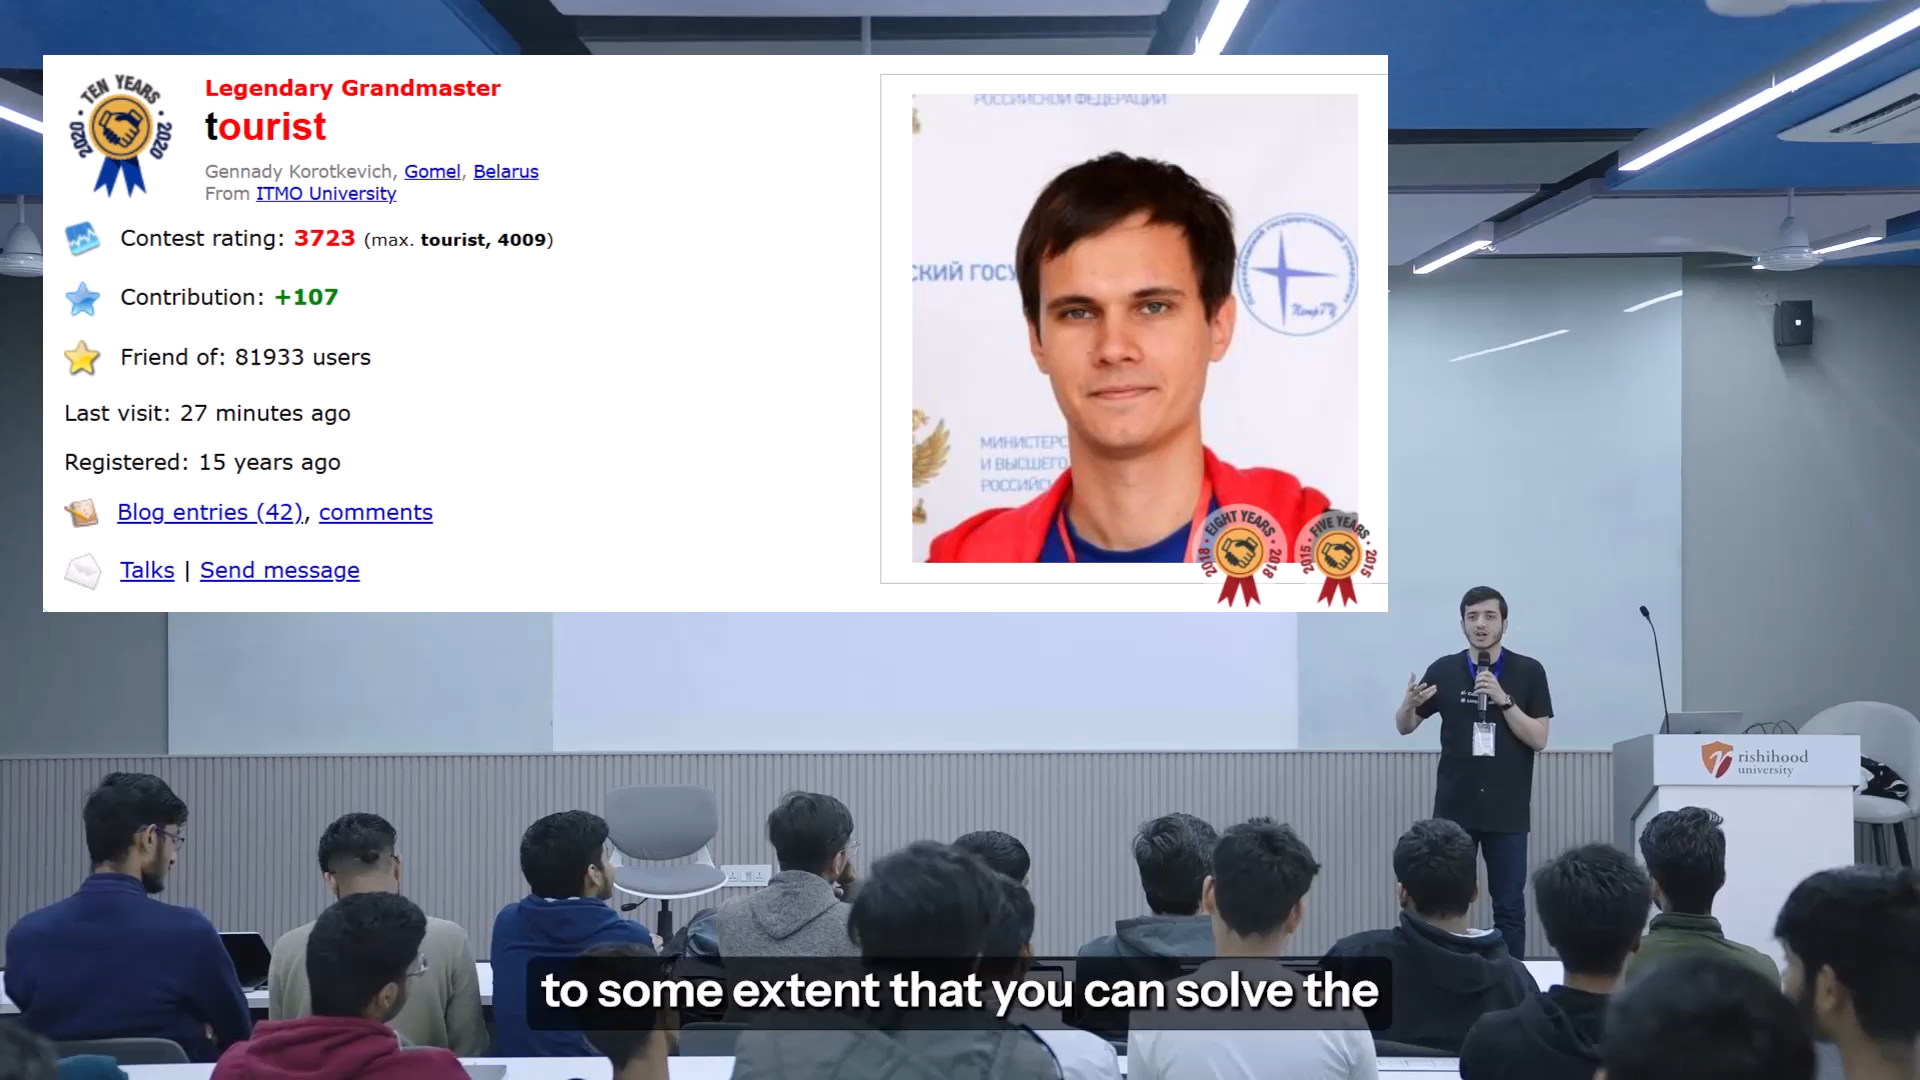 TEN YEARS
2020 2020
Legendary Grandmaster
tourist
Gennady Korotkevich, Gomel, Belarus
From ITMO University
Contest rating: 3723 (max. tourist, 4009)
Contribution: +107
Friend of: 81933 users
Last visit: 27 minutes ago
Registered: 15 years ago
Blog entries (42), comments
Talks | Send message
РОССИЙСКОЙ ФЕДЕРАЦИИ
СКИЙ ГОСУ
ПетрГУ
МИНИСТЕРС
И ВЫСШЕГО
РОССИЙС
EIGHT YEARS
2018 2018
FIVE YEARS
2015 2015
rishihood
university
to some extent that you can solve the